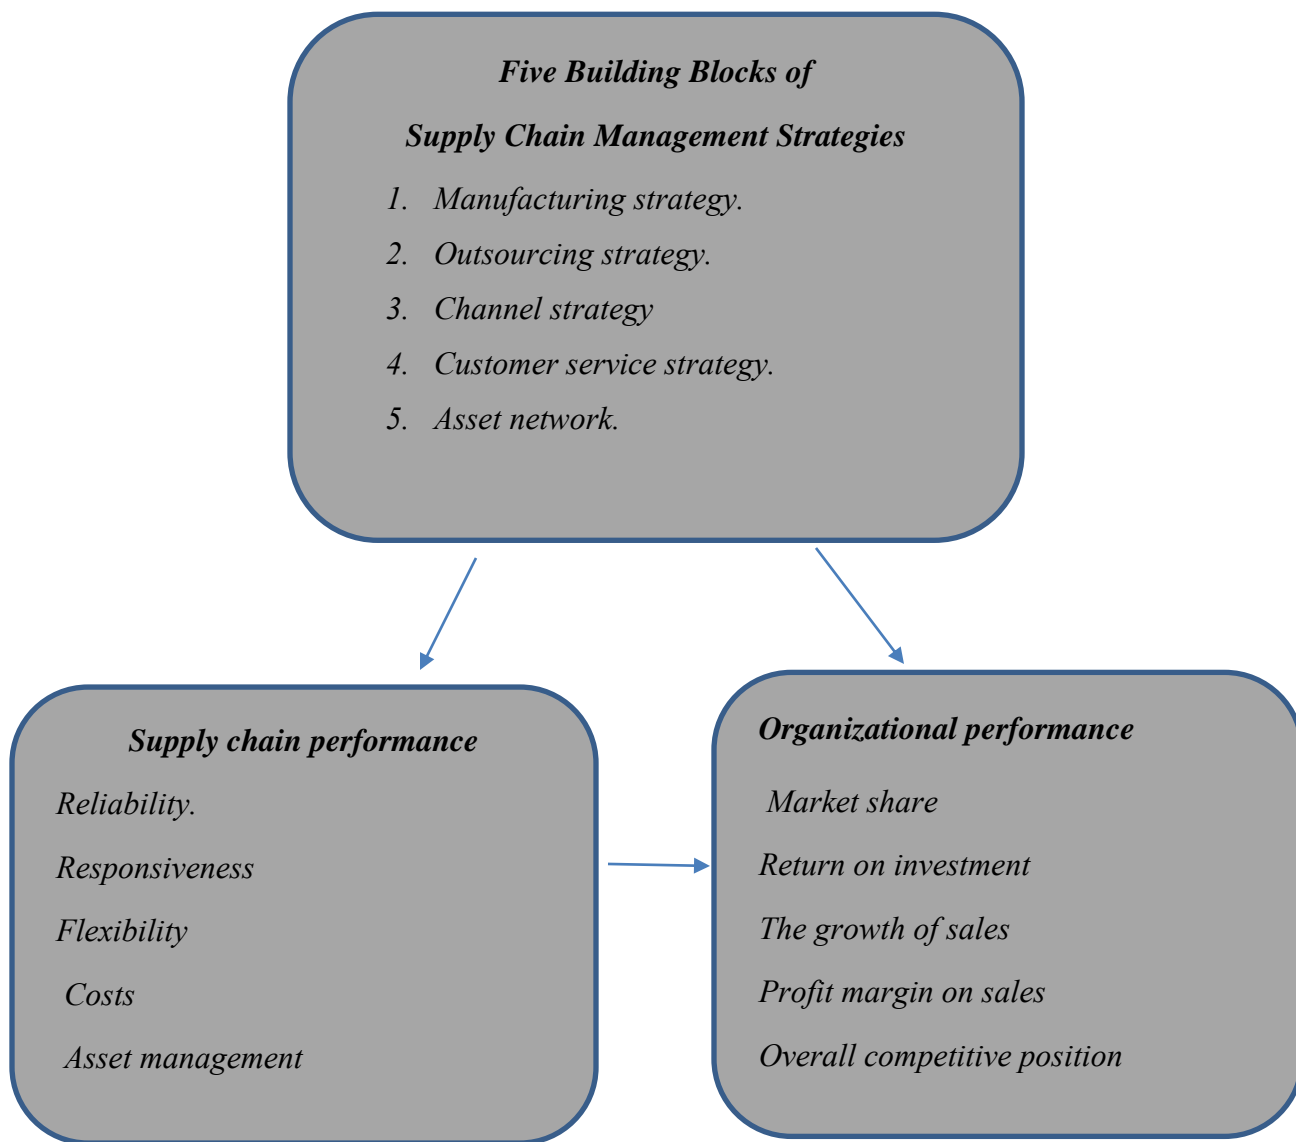 Five Building Blocks of
Supply Chain Management Strategies
1. Manufacturing strategy.
2. Outsourcing strategy.
3. Channel strategy
4. Customer service strategy.
5. Asset network.
Supply chain performance
Reliability.
Responsiveness
Flexibility
Costs
Asset management
Organizational performance
Market share
Return on investment
The growth of sales
Profit margin on sales
Overall competitive position